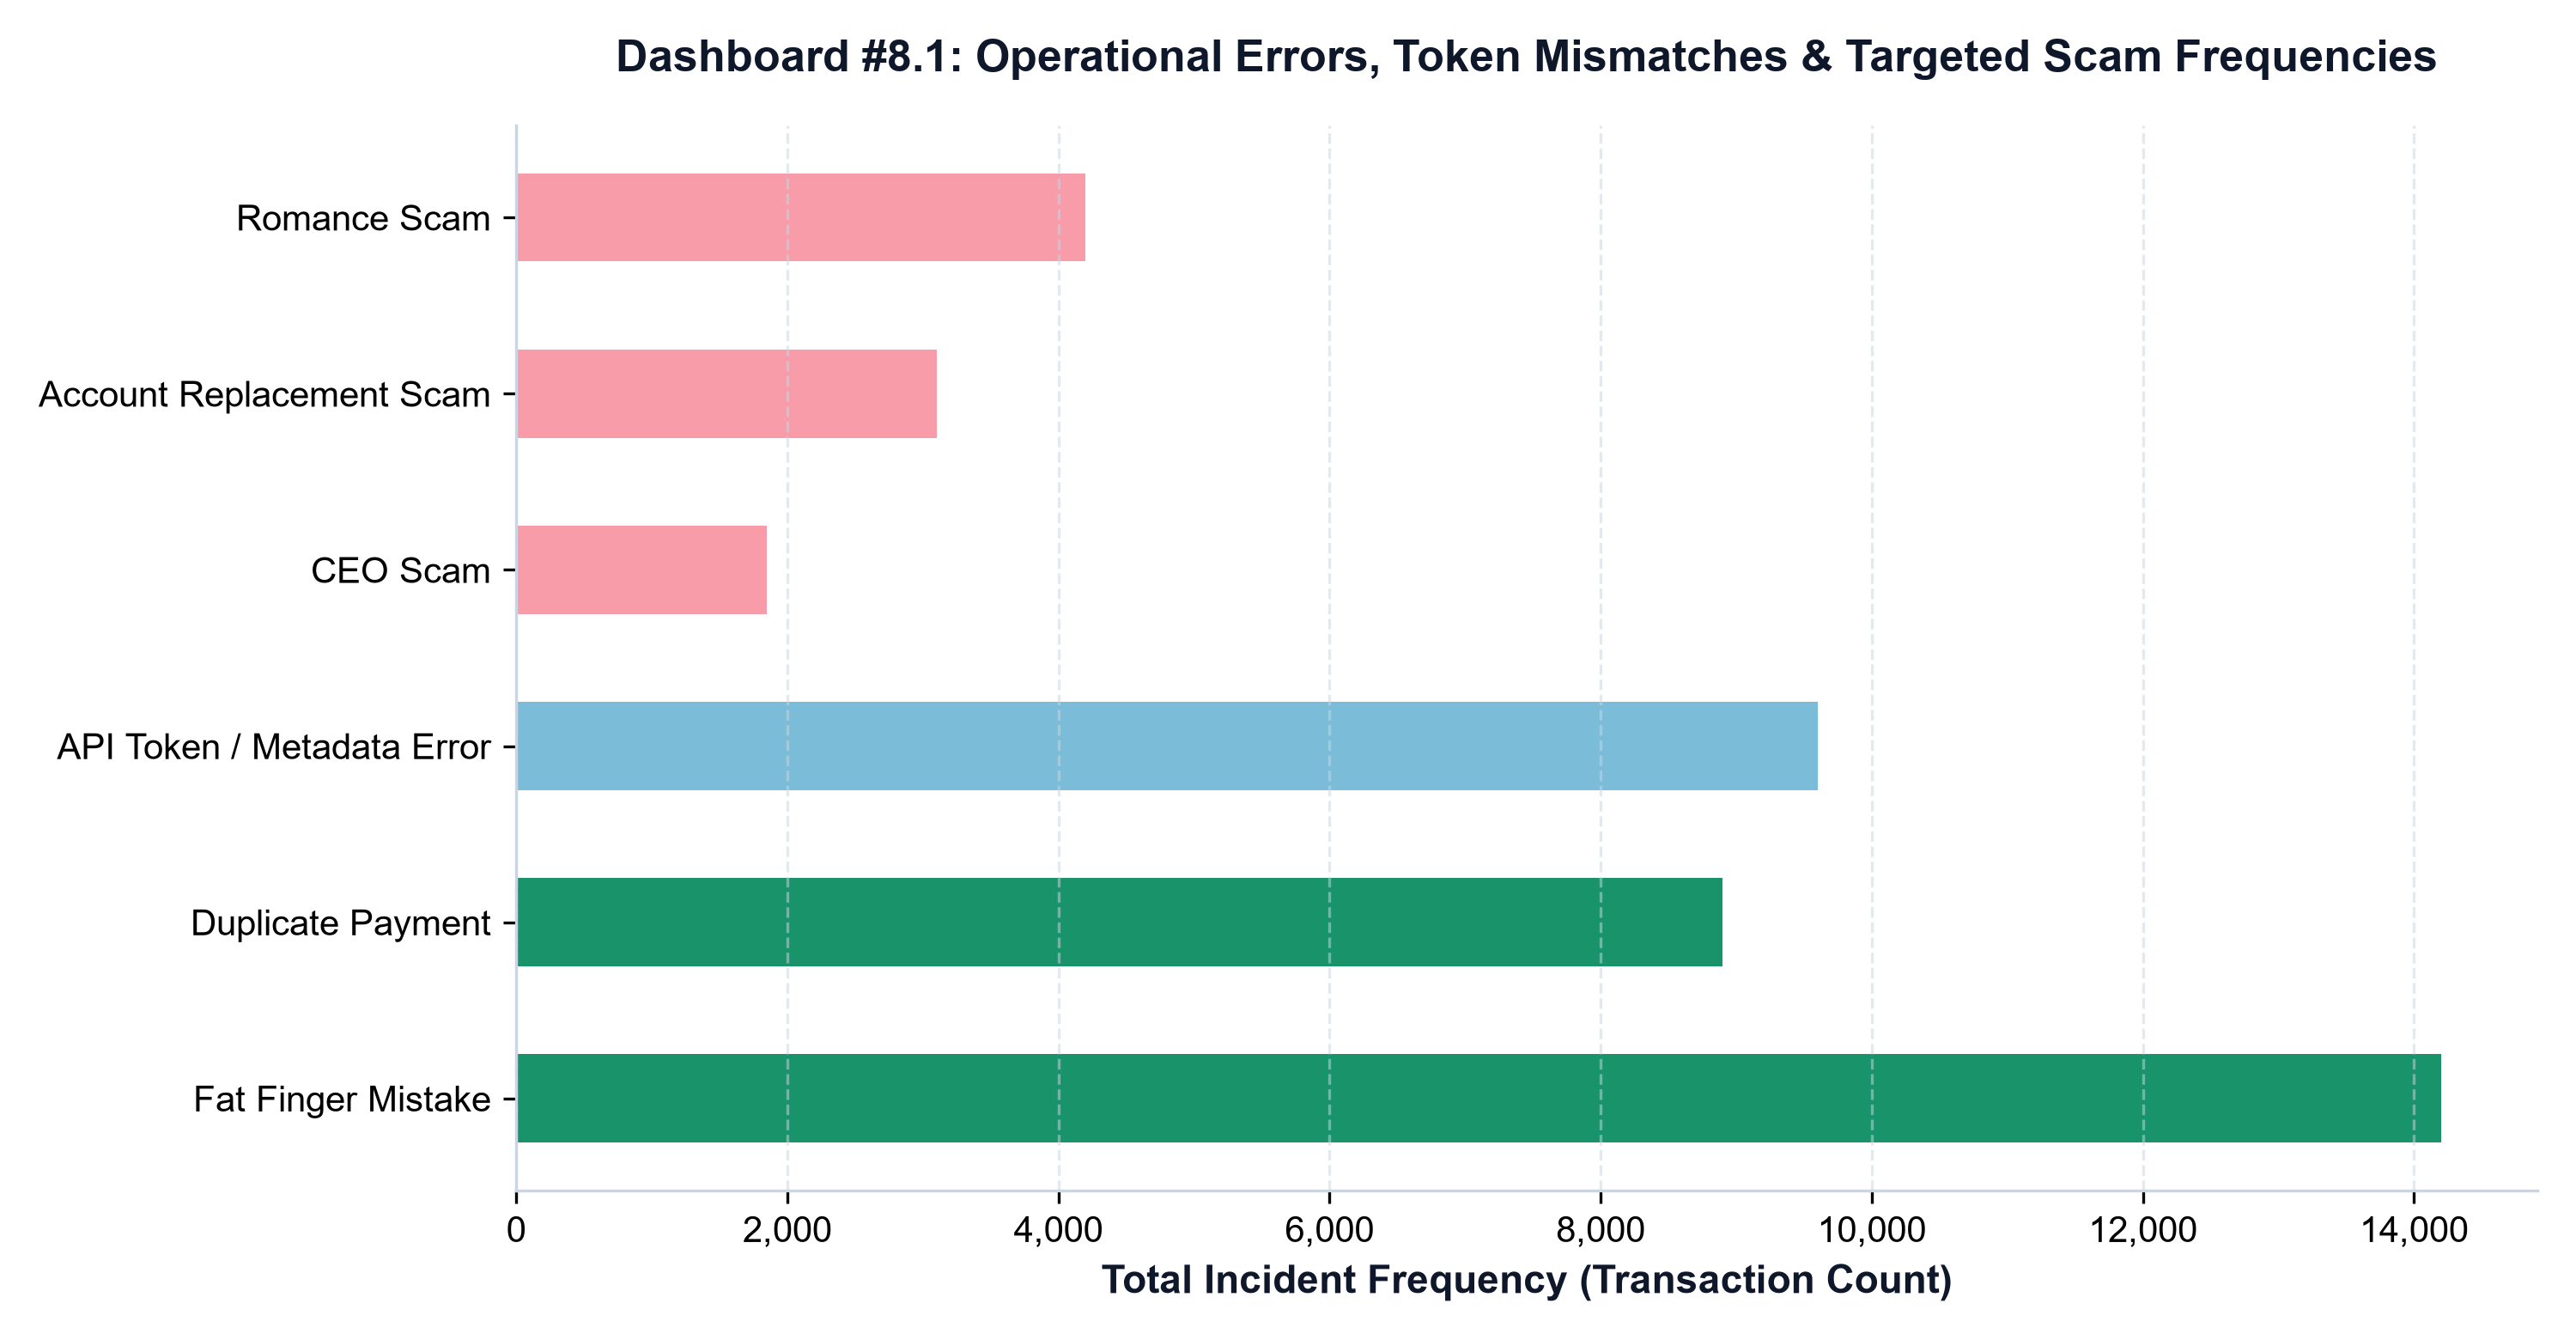 Dashboard #8.1: Operational Errors, Token Mismatches & Targeted Scam Frequencies
Romance Scam
Account Replacement Scam
CEO Scam
API Token / Metadata Error
Duplicate Payment
Fat Finger Mistake
0 2,000 4,000 6,000 8,000 10,000 12,000 14,000
Total Incident Frequency (Transaction Count)